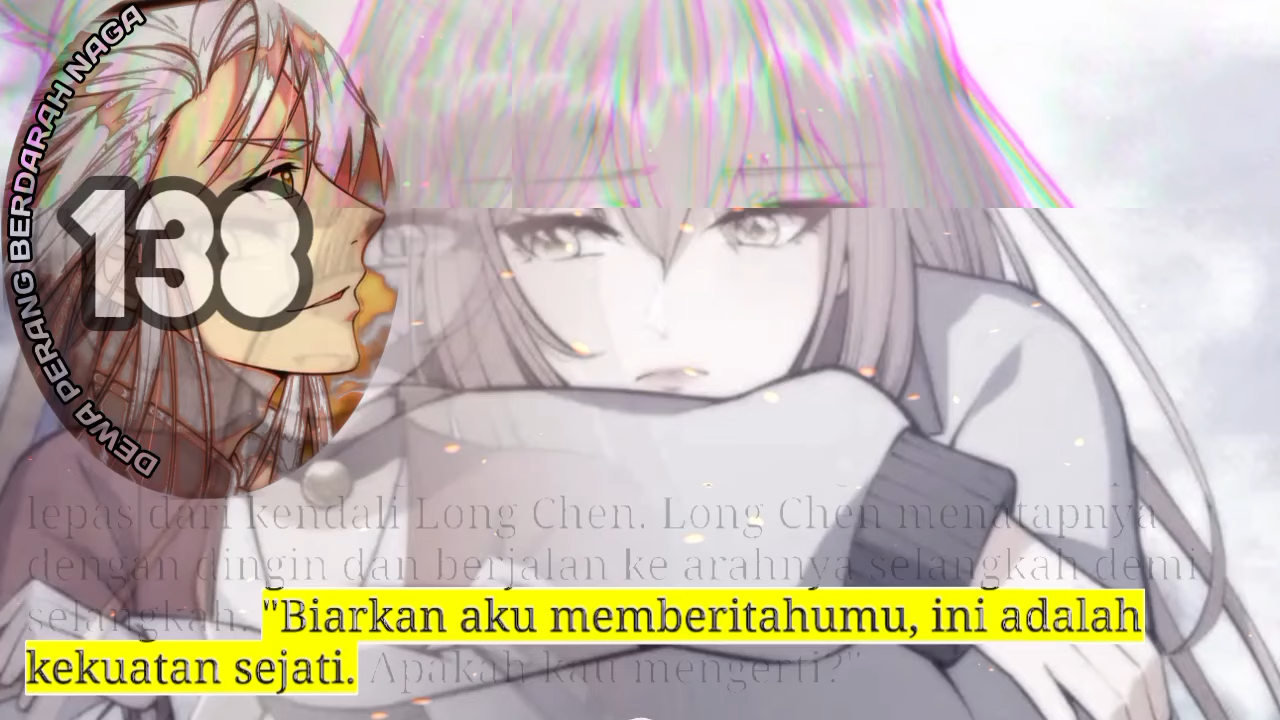 DEWA PERANG BERDARAH NAGA
138
lepas dari kendali Long Chen. Long Chen menatapnya
dengan dingin dan berjalan ke arahnya selangkah demi
selangkah. "Biarkan aku memberitahumu, ini adalah
kekuatan sejati. Apakah kau mengerti?"